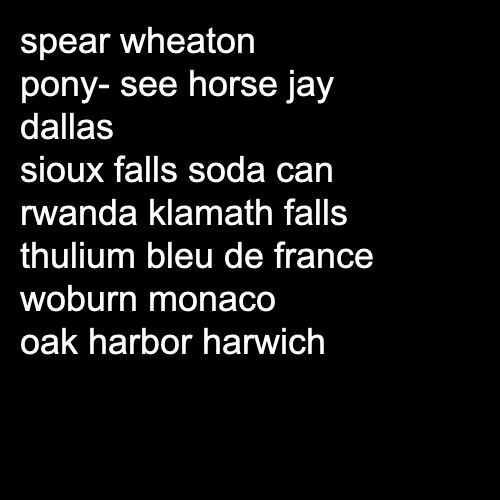 spear wheaton
pony- see horse jay
dallas
sioux falls soda can
rwanda klamath falls
thulium bleu de france
woburn monaco
oak harbor harwich